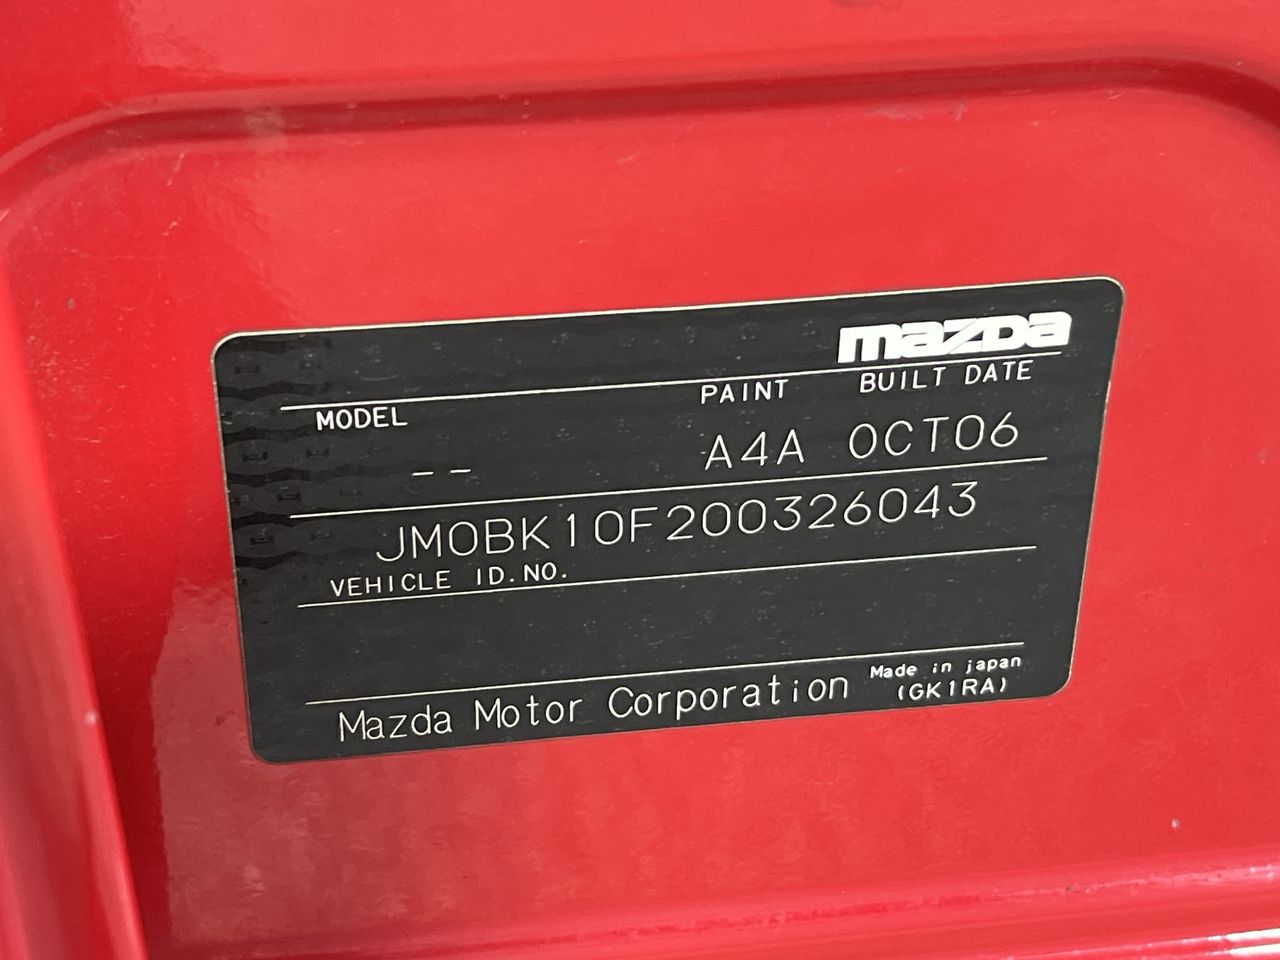 mazda
MODEL PAINT BUILT DATE
-- A4A OCT06
JM0BK10F200326043
VEHICLE ID.NO.
Mazda Motor Corporation Made in japan
(GK1RA)